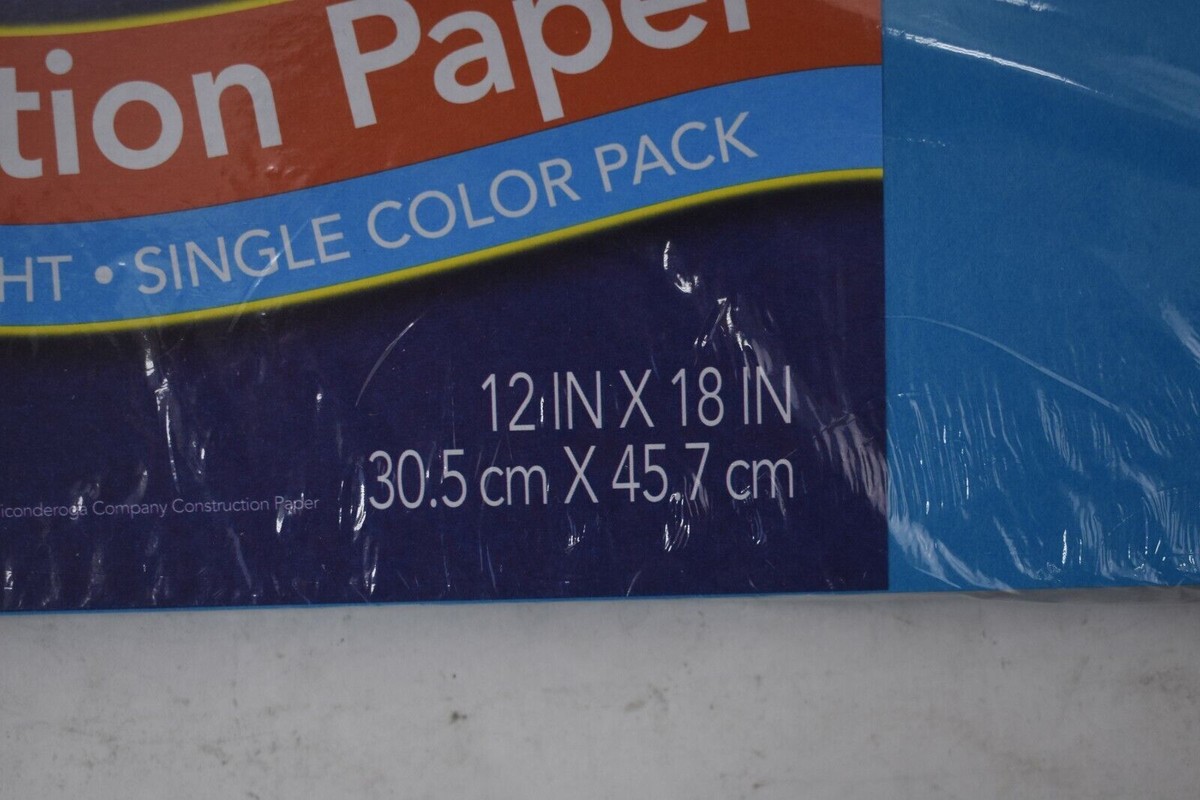 tion Paper
HT • SINGLE COLOR PACK
12 IN X 18 IN
30.5 cm X 45.7 cm
iconderoga Company Construction Paper